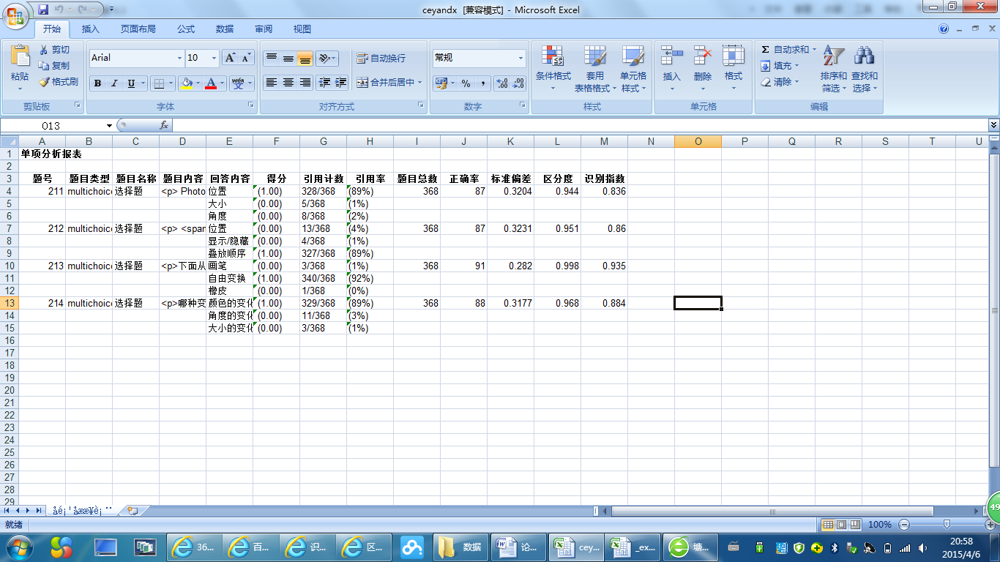 ceyandx [兼容模式] - Microsoft Excel
开始 插入 页面布局 公式 数据 审阅 视图
粘贴 剪切 复制 格式刷 剪贴板
Arial 10 A A B I U A wén 变 字体
自动换行 合并后居中 对齐方式
常规 % , .0 .00 数字
条件格式 套用表格格式 单元格样式 样式
插入 删除 格式 单元格
Σ 自动求和 填充 清除 排序和筛选 查找和选择 编辑
O13 fx
A B C D E F G H I J K L M N O P Q R S T U
1 单项分析报表
2
3 题号 题目类型 题目名称 题目内容 回答内容 得分 引用计数 引用率 题目总数 正确率 标准偏差 区分度 识别指数
4 211 multichoic 选择题 <p> Photo 位置 (1.00) 328/368 (89%) 368 87 0.3204 0.944 0.836
5 大小 (0.00) 5/368 (1%)
6 角度 (0.00) 8/368 (2%)
7 212 multichoic 选择题 <p> <span 位置 (0.00) 13/368 (4%) 368 87 0.3231 0.951 0.86
8 显示/隐藏 (0.00) 4/368 (1%)
9 叠放顺序 (1.00) 327/368 (89%)
10 213 multichoic 选择题 <p>下面从 画笔 (0.00) 3/368 (1%) 368 91 0.282 0.998 0.935
11 自由变换 (1.00) 340/368 (92%)
12 橡皮 (0.00) 1/368 (0%)
13 214 multichoic 选择题 <p>哪种变 颜色的变化 (1.00) 329/368 (89%) 368 88 0.3177 0.968 0.884
14 角度的变化 (0.00) 11/368 (3%)
15 大小的变化 (0.00) 3/368 (1%)
16
17
18
19
20
21
22
23
24
25
26
27
28
29
就绪 100%
49
36... 百... 识... 区... 数据 论... cey... _ex... 塘...
20:58
2015/4/6